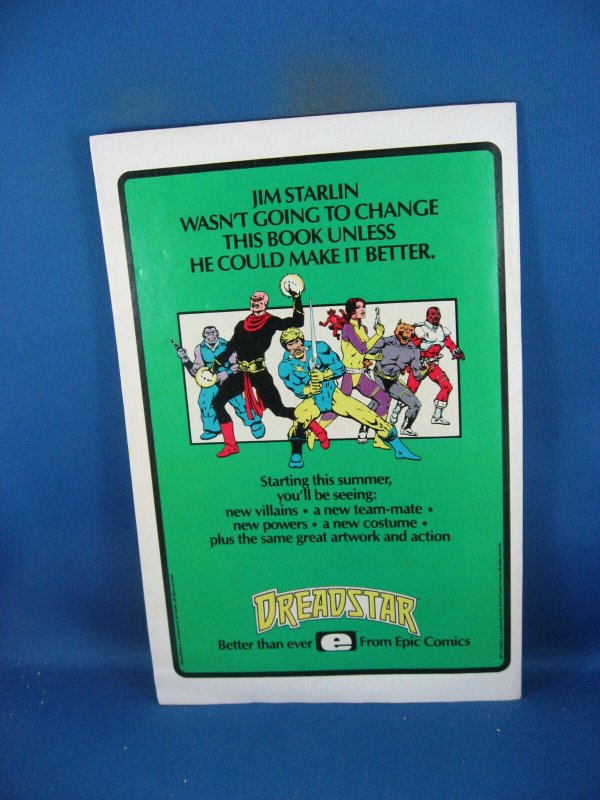 JIM STARLIN
WASN'T GOING TO CHANGE
THIS BOOK UNLESS
HE COULD MAKE IT BETTER.
Starting this summer,
you'll be seeing:
new villains • a new team-mate •
new powers • a new costume •
plus the same great artwork and action
DREADSTAR
Better than ever e From Epic Comics